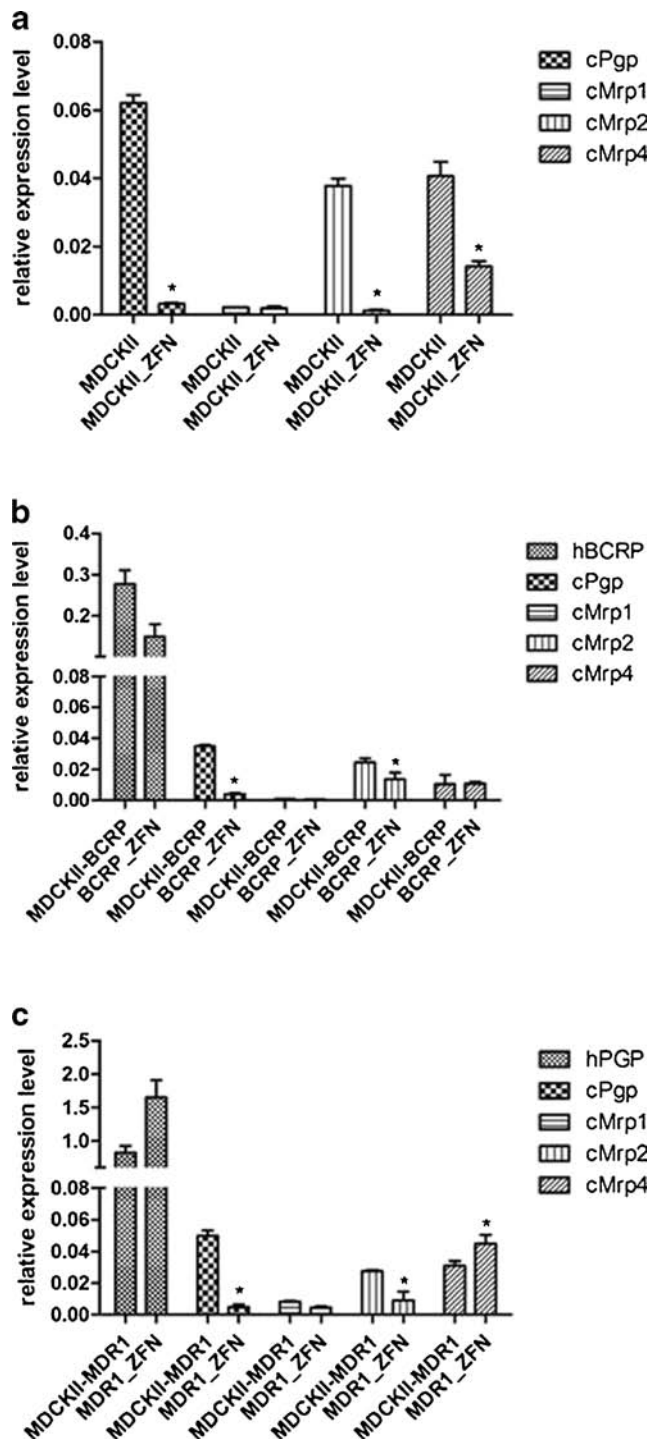 a
relative expression level
0.08
0.06
0.04
0.02
0.00
*
*
*
MDCKII
MDCKII_ZFN
MDCKII
MDCKII_ZFN
MDCKII
MDCKII_ZFN
MDCKII
MDCKII_ZFN
cPgp
cMrp1
cMrp2
cMrp4
b
relative expression level
0.4
0.3
0.2
0.08
0.06
0.04
0.02
0.00
*
*
MDCKII-BCRP
BCRP_ZFN
MDCKII-BCRP
BCRP_ZFN
MDCKII-BCRP
BCRP_ZFN
MDCKII-BCRP
BCRP_ZFN
MDCKII-BCRP
BCRP_ZFN
hBCRP
cPgp
cMrp1
cMrp2
cMrp4
c
relative expression level
2.5
2.0
1.5
1.0
0.08
0.06
0.04
0.02
0.00
*
*
*
MDCKII-MDR1
MDR1_ZFN
MDCKII-MDR1
MDR1_ZFN
MDCKII-MDR1
MDR1_ZFN
MDCKII-MDR1
MDR1_ZFN
MDCKII-MDR1
MDR1_ZFN
hPGP
cPgp
cMrp1
cMrp2
cMrp4